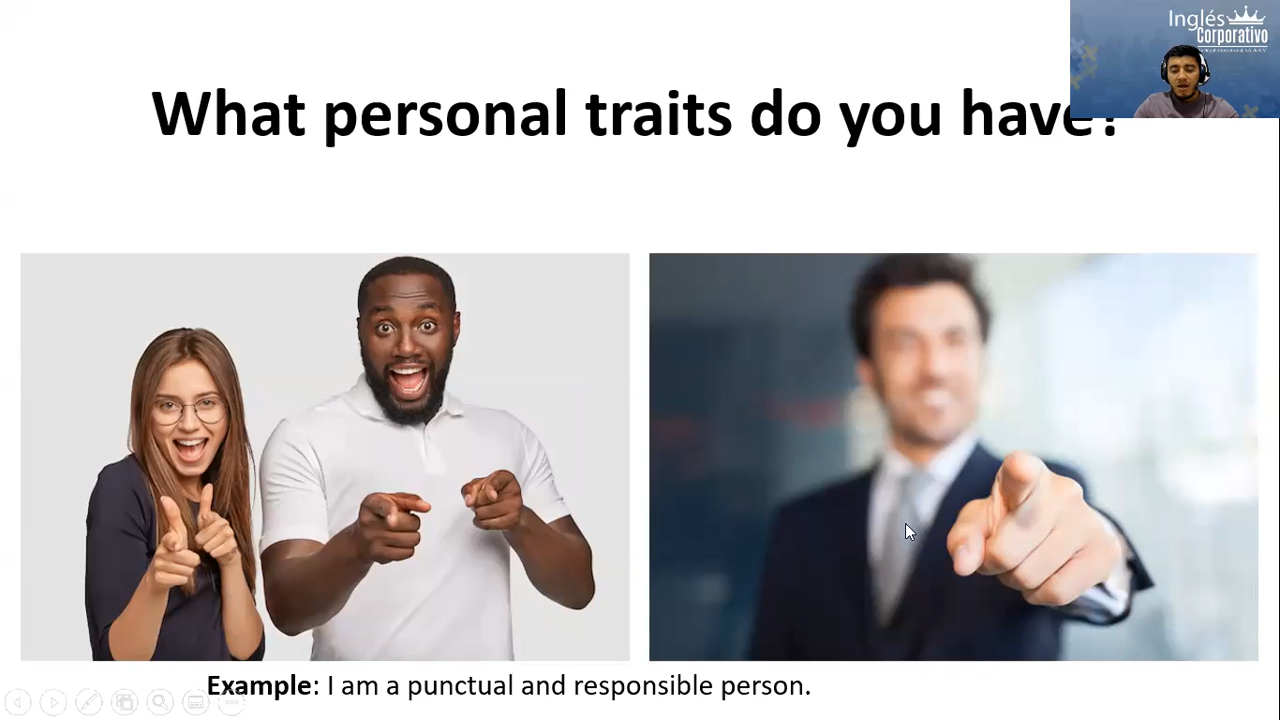 Inglés
Corporativo
What personal traits do you have?
Example: I am a punctual and responsible person.